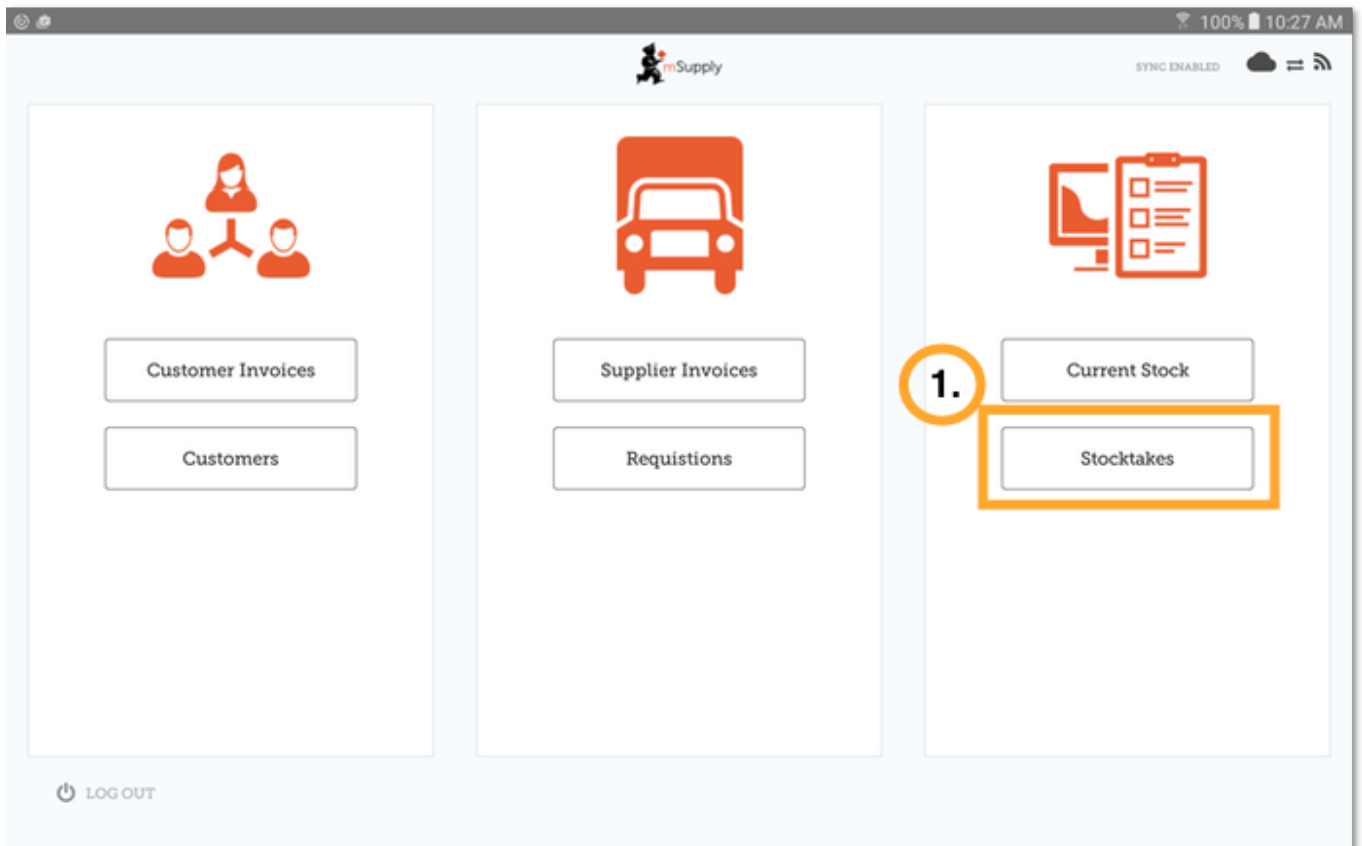 100% 10:27 AM
mSupply
SYNC ENABLED
Customer Invoices
Customers
Supplier Invoices
Requistions
1.
Current Stock
Stocktakes
LOG OUT